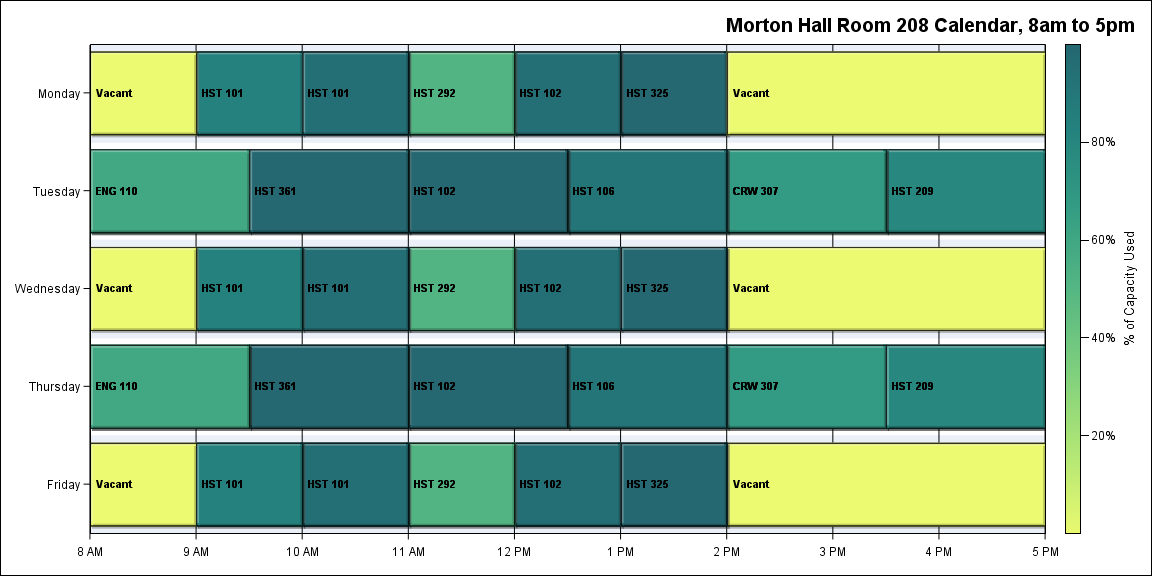 Morton Hall Room 208 Calendar, 8am to 5pm
Monday
Vacant
HST 101
HST 101
HST 292
HST 102
HST 325
Vacant
Tuesday
ENG 110
HST 361
HST 102
HST 106
CRW 307
HST 209
Wednesday
Vacant
HST 101
HST 101
HST 292
HST 102
HST 325
Vacant
Thursday
ENG 110
HST 361
HST 102
HST 106
CRW 307
HST 209
Friday
Vacant
HST 101
HST 101
HST 292
HST 102
HST 325
Vacant
8 AM
9 AM
10 AM
11 AM
12 PM
1 PM
2 PM
3 PM
4 PM
5 PM
80%
60%
40%
20%
% of Capacity Used